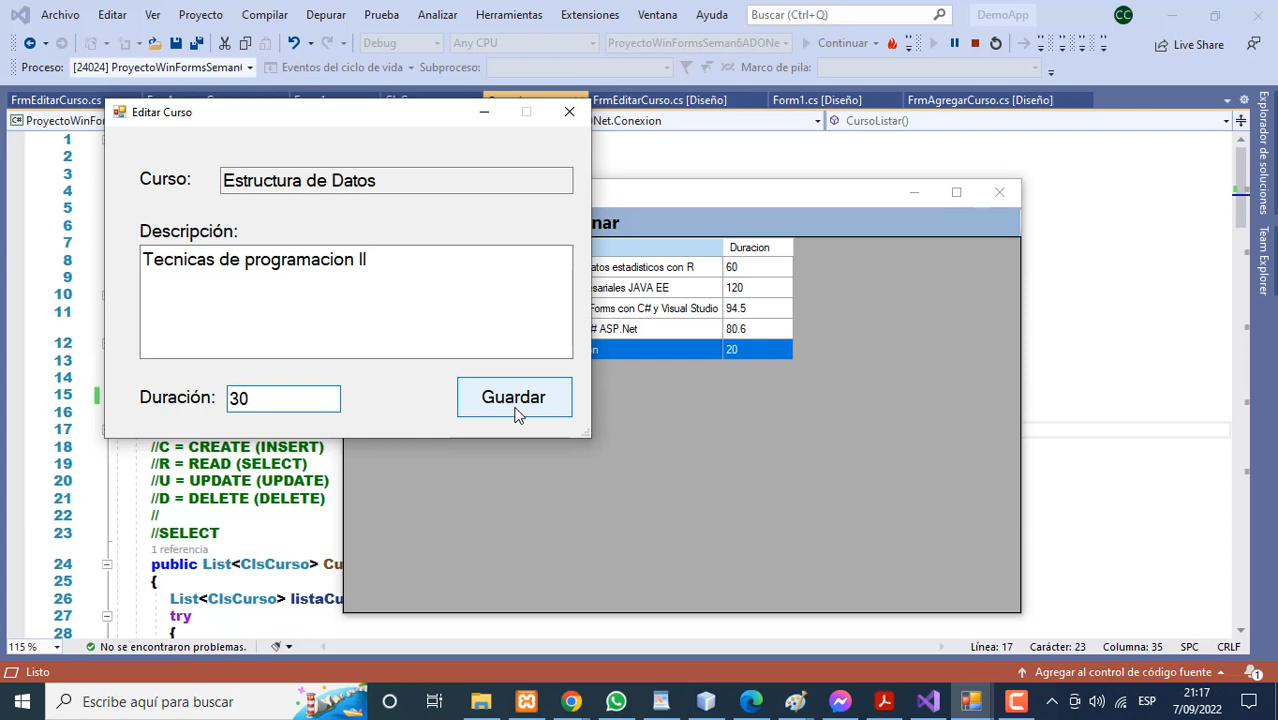 Archivo Editar Ver Proyecto Compilar Depurar Prueba Analizar Herramientas Extensiones Ventana Ayuda Buscar (Ctrl+Q) DemoApp CC
Debug Any CPU ProyectoWinFormsSeman6ADONe Continuar Live Share
Proceso: [24024] ProyectoWinFormsSeman Eventos del ciclo de vida Subproceso: Marco de pila:
FrmEditarCurso.cs FrmEditarCurso.cs [Diseño] Form1.cs [Diseño] FrmAgregarCurso.cs [Diseño]
ProyectoWinFor Net.Conexion CursoListar()
Editar Curso
Curso: Estructura de Datos
Descripción:
Tecnicas de programacion II
Duración: 30 Guardar
nar
Duracion
atos estadisticos con R 60
esariales JAVA EE 120
Forms con C# y Visual Studio 94.5
# ASP.Net 80.6
on 20
1
2
3
4
5
6
7
8
9
10
11
12
13
14
15
16
17
18 //C = CREATE (INSERT)
19 //R = READ (SELECT)
20 //U = UPDATE (UPDATE)
21 //D = DELETE (DELETE)
22 //
23 //SELECT
1 referencia
24 public List<ClsCurso> Cu
25 {
26 List<ClsCurso> listaCu
27 try
28 {
Explorador de soluciones
Team Explorer
115 % No se encontraron problemas. Línea: 17 Carácter: 23 Columna: 35 SPC CRLF
Listo Agregar al control de código fuente 1
Escribe aquí para buscar ESP 21:17
7/09/2022